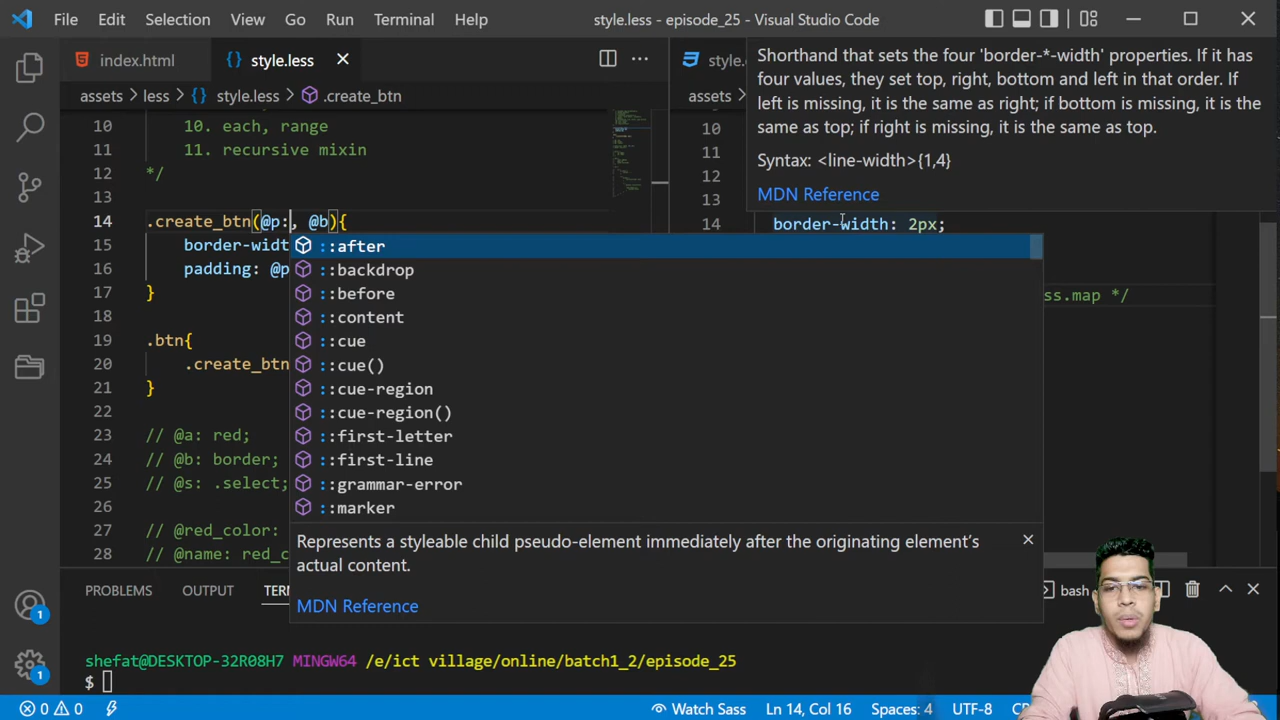 File Edit Selection View Go Run Terminal Help style.less - episode_25 - Visual Studio Code
index.html {} style.less
assets > less > {} style.less > .create_btn
10 10. each, range
11 11. recursive mixin
12 */
13
14 .create_btn(@p:, @b){
15 border-widt
16 padding: @p
17 }
18
19 .btn{
20 .create_btn
21 }
22
23 // @a: red;
24 // @b: border;
25 // @s: .select;
26
27 // @red_color:
28 // @name: red_c
::after
::backdrop
::before
::content
::cue
::cue()
::cue-region
::cue-region()
::first-letter
::first-line
::grammar-error
::marker
Represents a styleable child pseudo-element immediately after the originating element's
actual content.
MDN Reference
style.
assets
10
11
12
13
14 border-width: 2px;
ss.map */
Shorthand that sets the four 'border-*-width' properties. If it has
four values, they set top, right, bottom and left in that order. If
left is missing, it is the same as right; if bottom is missing, it is the
same as top; if right is missing, it is the same as top.
Syntax: <line-width>{1,4}
MDN Reference
PROBLEMS OUTPUT TER
bash
shefat@DESKTOP-32R08H7 MINGW64 /e/ict village/online/batch1_2/episode_25
$
1
1
0 0 Watch Sass Ln 14, Col 16 Spaces: 4 UTF-8